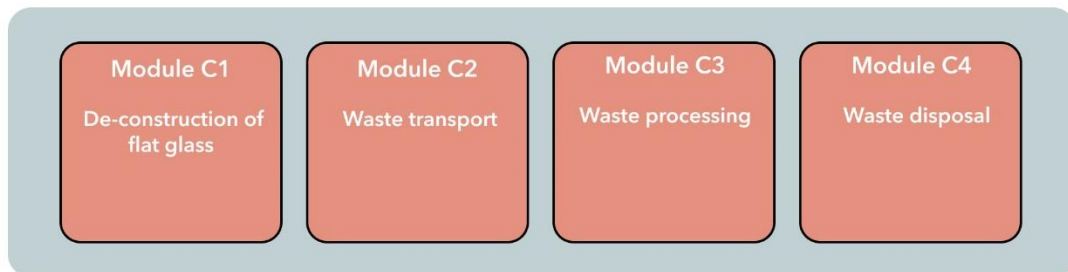 Module C1
De-construction of
flat glass
Module C2
Waste transport
Module C3
Waste processing
Module C4
Waste disposal